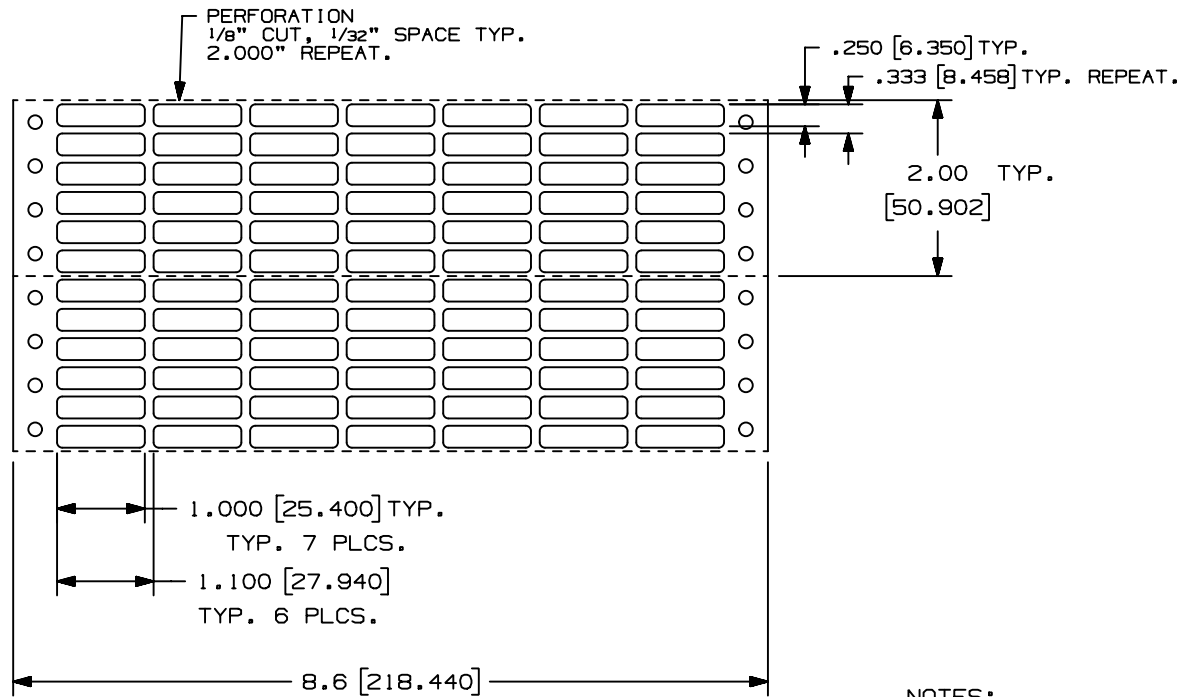 PERFORATION
1/8" CUT, 1/32" SPACE TYP.
2.000" REPEAT.
.250 [6.350] TYP.
.333 [8.458] TYP. REPEAT.
2.00 TYP.
[50.902]
1.000 [25.400] TYP.
TYP. 7 PLCS.
1.100 [27.940]
TYP. 6 PLCS.
8.6 [218.440]
NOTES: